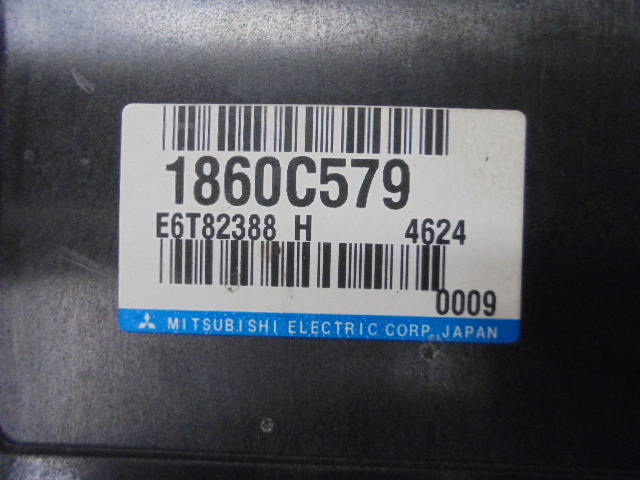 1860C579
E6T82388 H 4624
0009
MITSUBISHI ELECTRIC CORP.,JAPAN